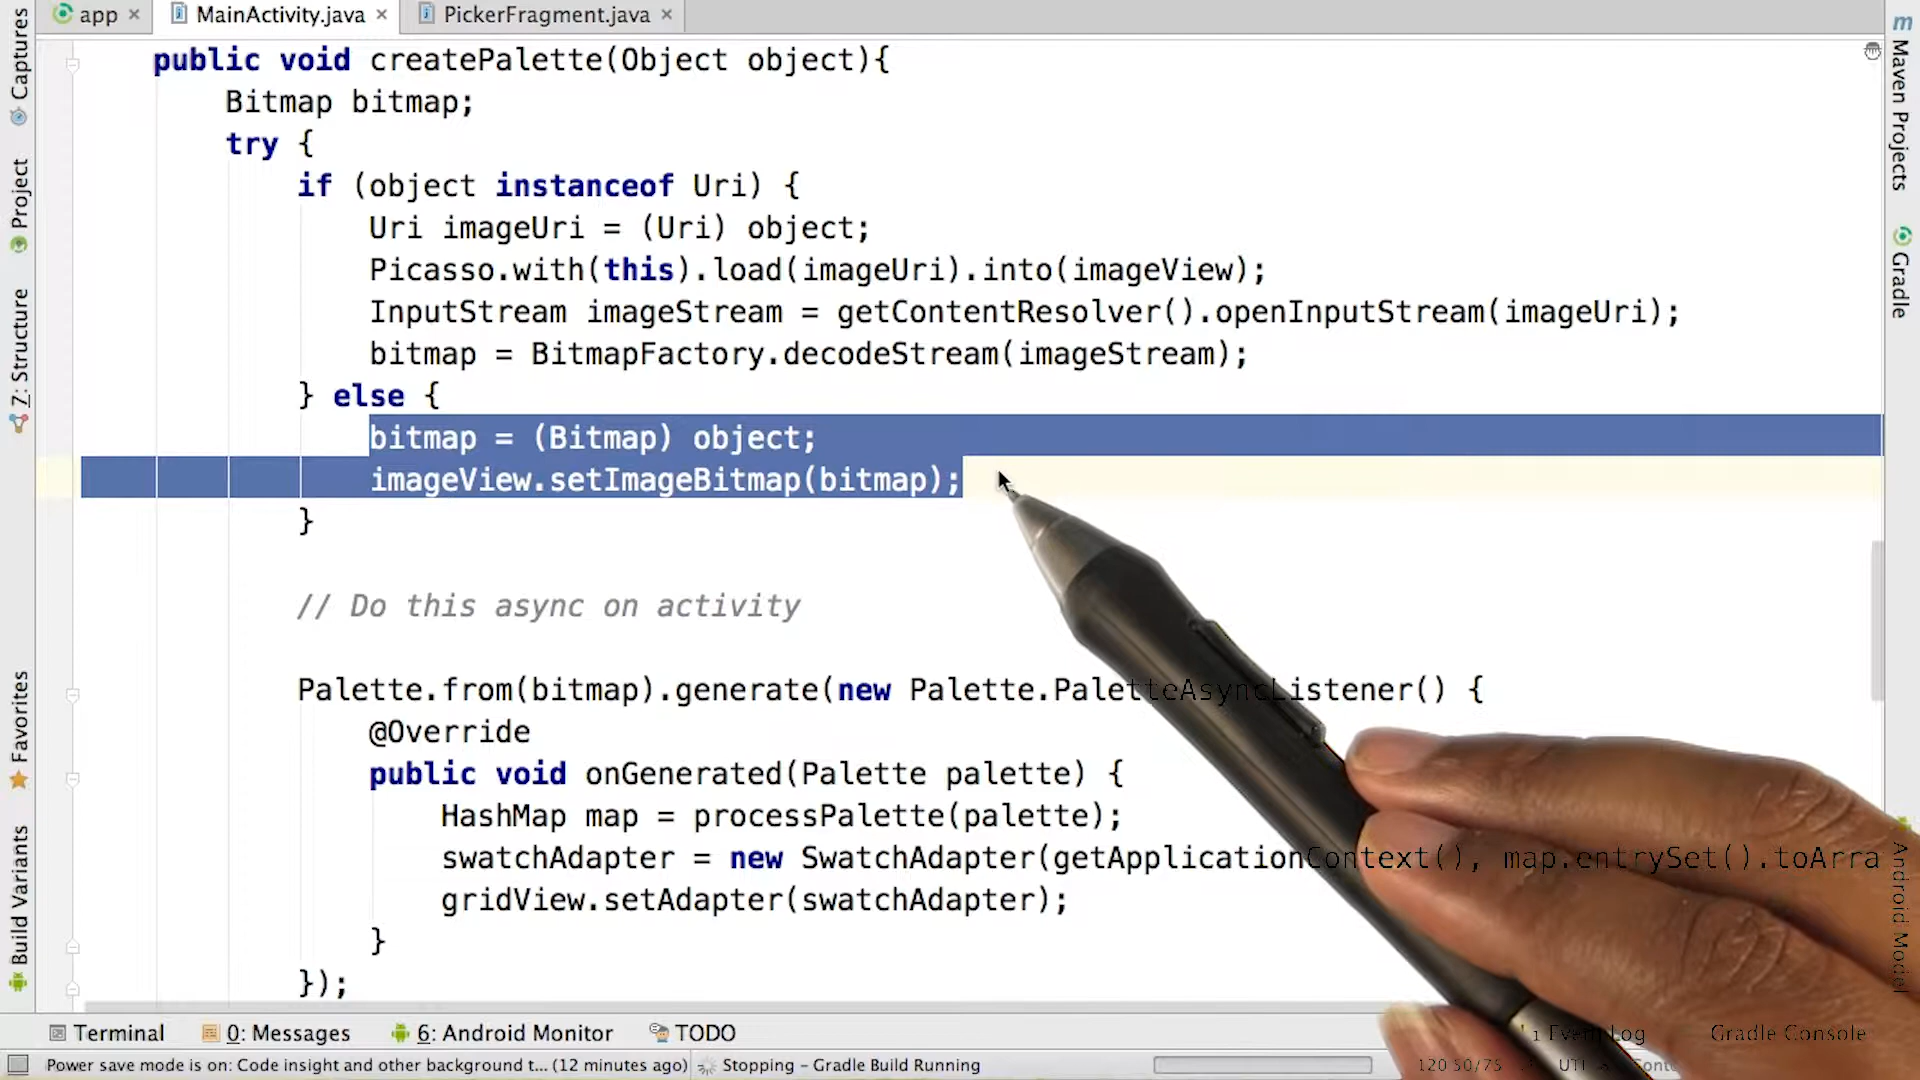 app
MainActivity.java
PickerFragment.java
public void createPalette(Object object){
Bitmap bitmap;
try {
if (object instanceof Uri) {
Uri imageUri = (Uri) object;
Picasso.with(this).load(imageUri).into(imageView);
InputStream imageStream = getContentResolver().openInputStream(imageUri);
bitmap = BitmapFactory.decodeStream(imageStream);
} else {
bitmap = (Bitmap) object;
imageView.setImageBitmap(bitmap);
}
// Do this async on activity
Palette.from(bitmap).generate(new Palette.PaletteAsyncListener() {
@Override
public void onGenerated(Palette palette) {
HashMap map = processPalette(palette);
swatchAdapter = new SwatchAdapter(getApplicationContext(), map.entrySet().toArra
gridView.setAdapter(swatchAdapter);
}
});
Captures
Project
Z: Structure
Favorites
Build Variants
m
Maven Projects
Gradle
Android Model
Terminal
0: Messages
6: Android Monitor
TODO
1 Event Log
Gradle Console
Power save mode is on: Code insight and other background t... (12 minutes ago)
Stopping – Gradle Build Running